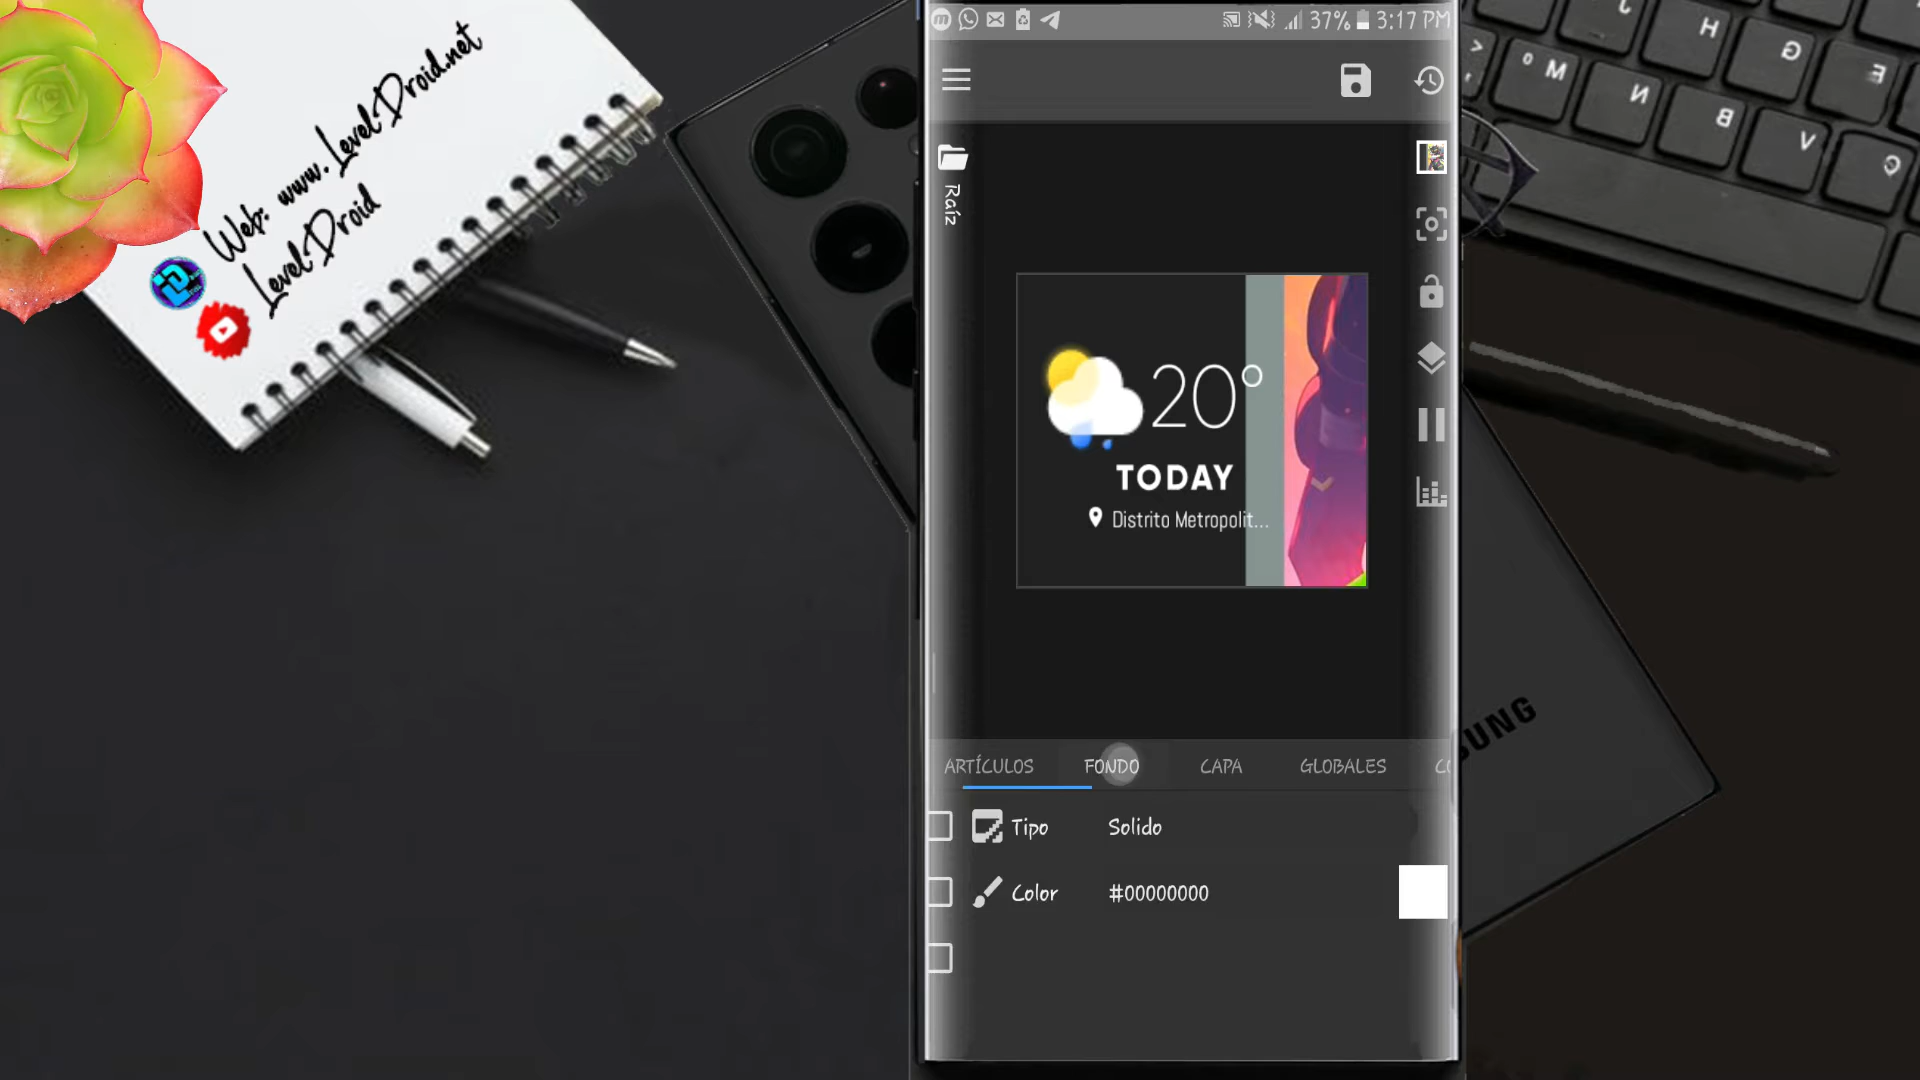 Web: www.LevelDroid.net
LevelDroid
37% 3:17 PM
Raíz
20°
TODAY
Distrito Metropolit...
ARTÍCULOS FONDO CAPA GLOBALES
Tipo Solido
Color #00000000
SUNG
H G E
M N B V